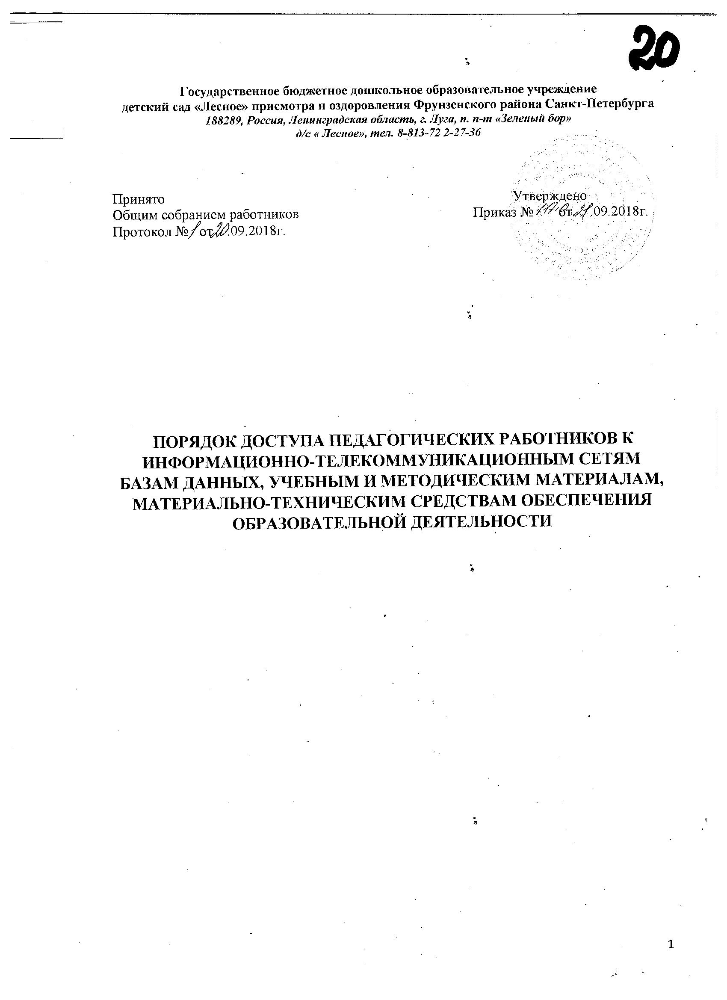 20
Государственное бюджетное дошкольное образовательное учреждение
детский сад «Лесное» присмотра и оздоровления Фрунзенского района Санкт-Петербурга
188289, Россия, Ленинградская область, г. Луга, п. п-т «Зеленый бор»
д/с « Лесное», тел. 8-813-72 2-27-36
Принято
Общим собранием работников
Протокол №1 от 20.09.2018г.
Утверждено
Приказ № от 21.09.2018г.
ПОРЯДОК ДОСТУПА ПЕДАГОГИЧЕСКИХ РАБОТНИКОВ К
ИНФОРМАЦИОННО-ТЕЛЕКОММУНИКАЦИОННЫМ СЕТЯМ
БАЗАМ ДАННЫХ, УЧЕБНЫМ И МЕТОДИЧЕСКИМ МАТЕРИАЛАМ,
МАТЕРИАЛЬНО-ТЕХНИЧЕСКИМ СРЕДСТВАМ ОБЕСПЕЧЕНИЯ
ОБРАЗОВАТЕЛЬНОЙ ДЕЯТЕЛЬНОСТИ
1